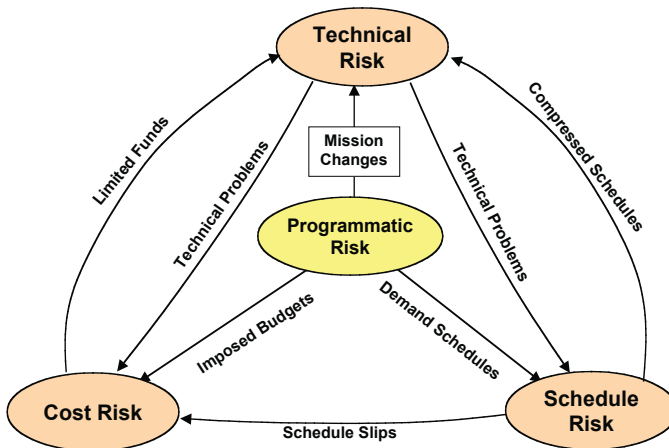 Technical
Risk
Limited Funds
Technical Problems
Mission
Changes
Technical Problems
Compressed Schedules
Programmatic
Risk
Imposed Budgets
Demand Schedules
Cost Risk
Schedule Slips
Schedule
Risk